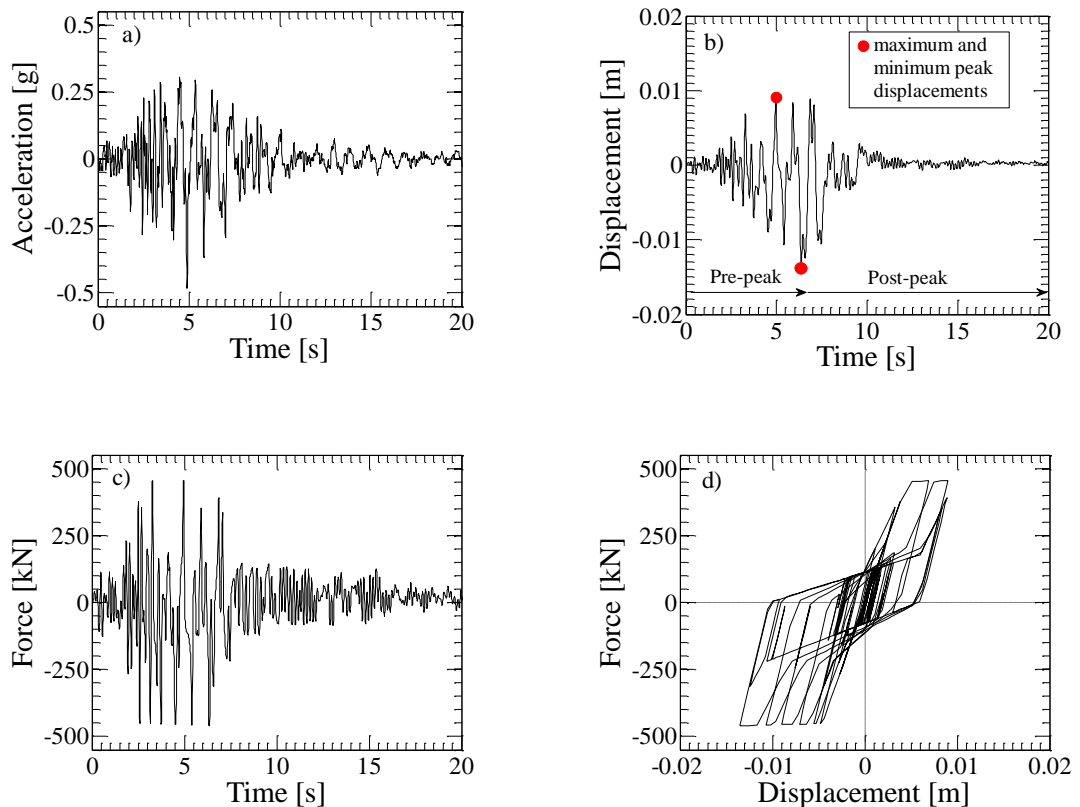 0.5
a)
0.25
0
-0.25
-0.5
Acceleration [g]
0 5 10 15 20
Time [s]
0.02
b)
maximum and
minimum peak
displacements
0.01
0
-0.01
-0.02
Displacement [m]
Pre-peak
Post-peak
0 5 10 15 20
Time [s]
500
c)
250
0
-250
-500
Force [kN]
0 5 10 15 20
Time [s]
500
d)
250
0
-250
-500
Force [kN]
-0.02 -0.01 0 0.01 0.02
Displacement [m]